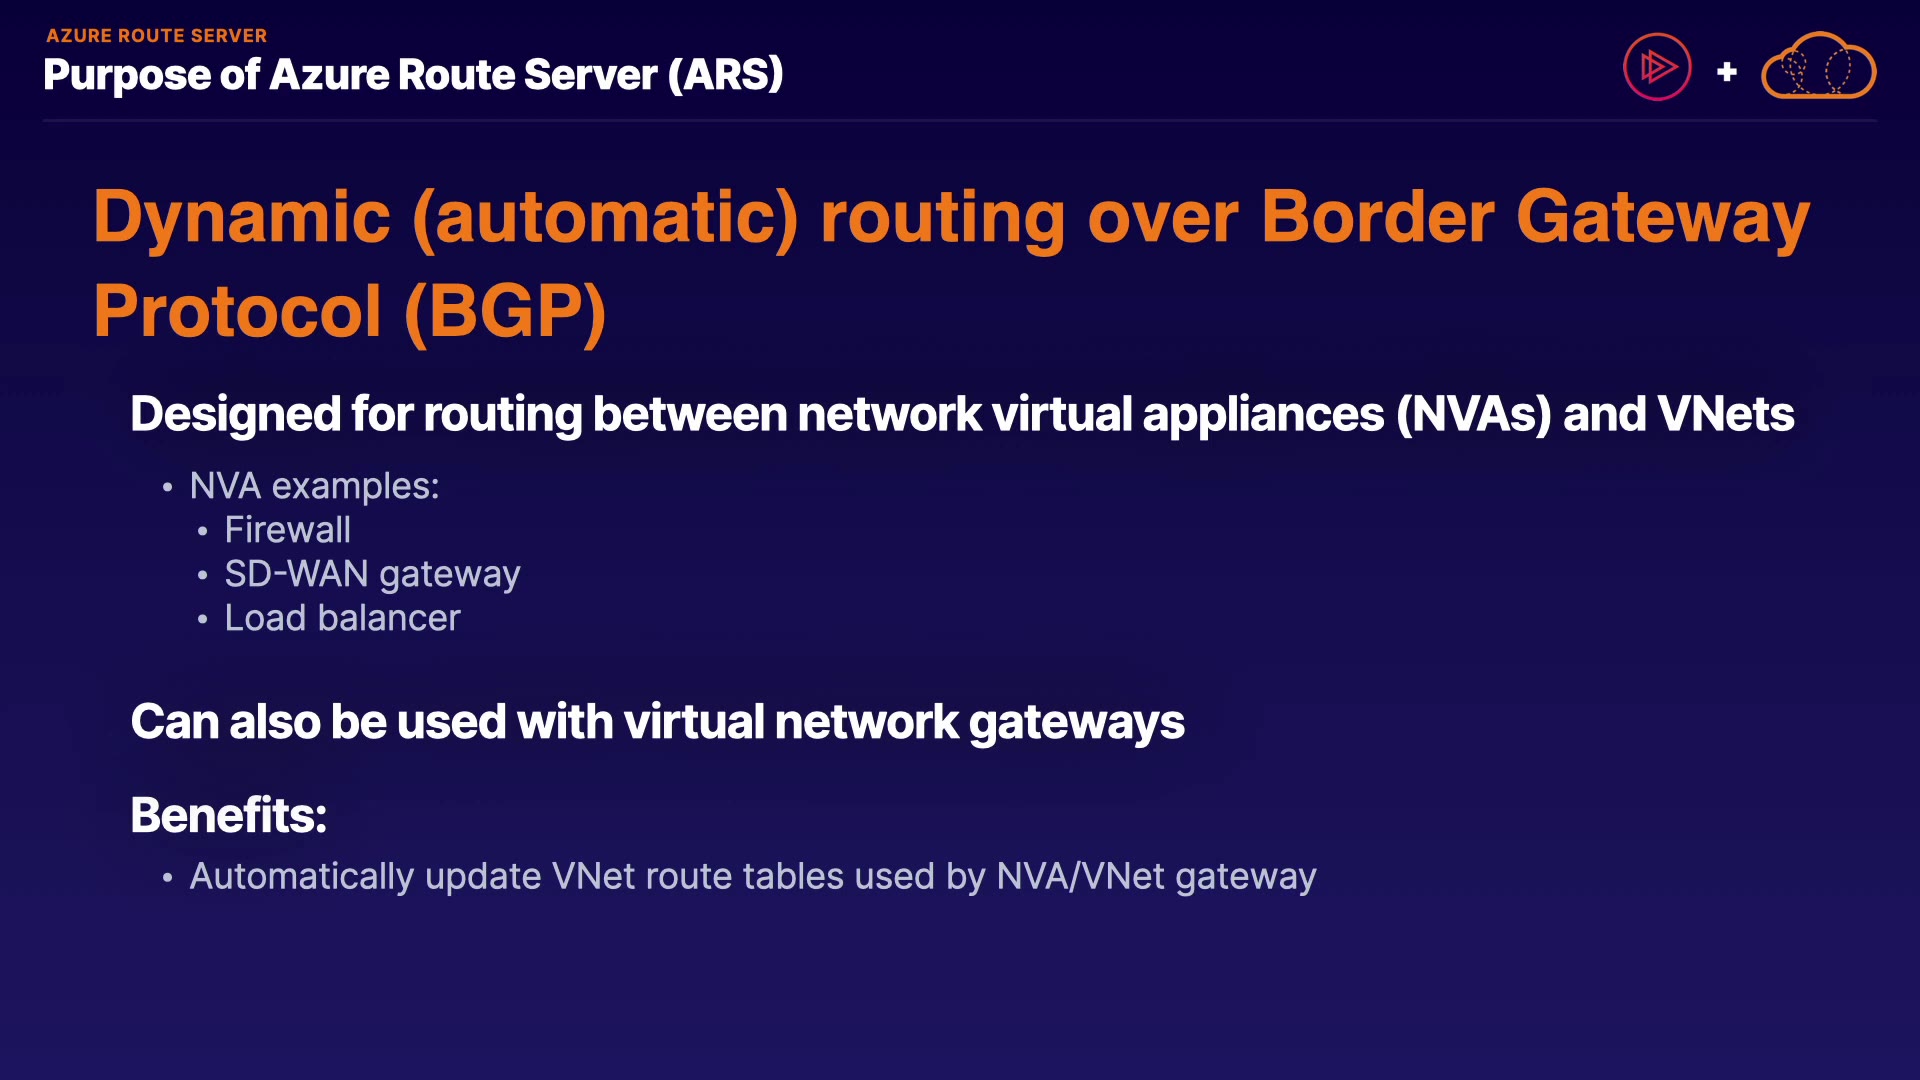 AZURE ROUTE SERVER
Purpose of Azure Route Server (ARS)
+
Dynamic (automatic) routing over Border Gateway
Protocol (BGP)
Designed for routing between network virtual appliances (NVAs) and VNets
• NVA examples:
• Firewall
• SD-WAN gateway
• Load balancer
Can also be used with virtual network gateways
Benefits:
• Automatically update VNet route tables used by NVA/VNet gateway